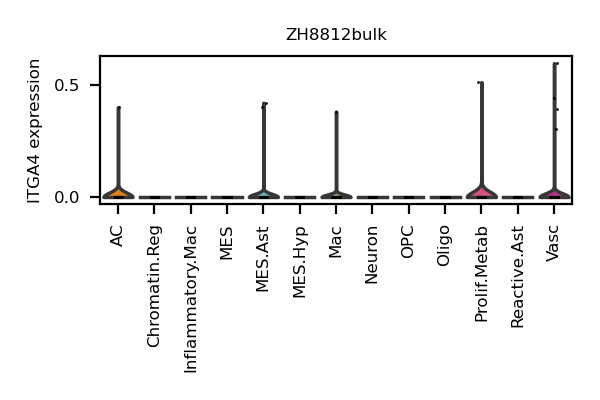 ZH8812bulk
ITGA4 expression
0.5
0.0
AC
Chromatin.Reg
Inflammatory.Mac
MES
MES.Ast
MES.Hyp
Mac
Neuron
OPC
Oligo
Prolif.Metab
Reactive.Ast
Vasc